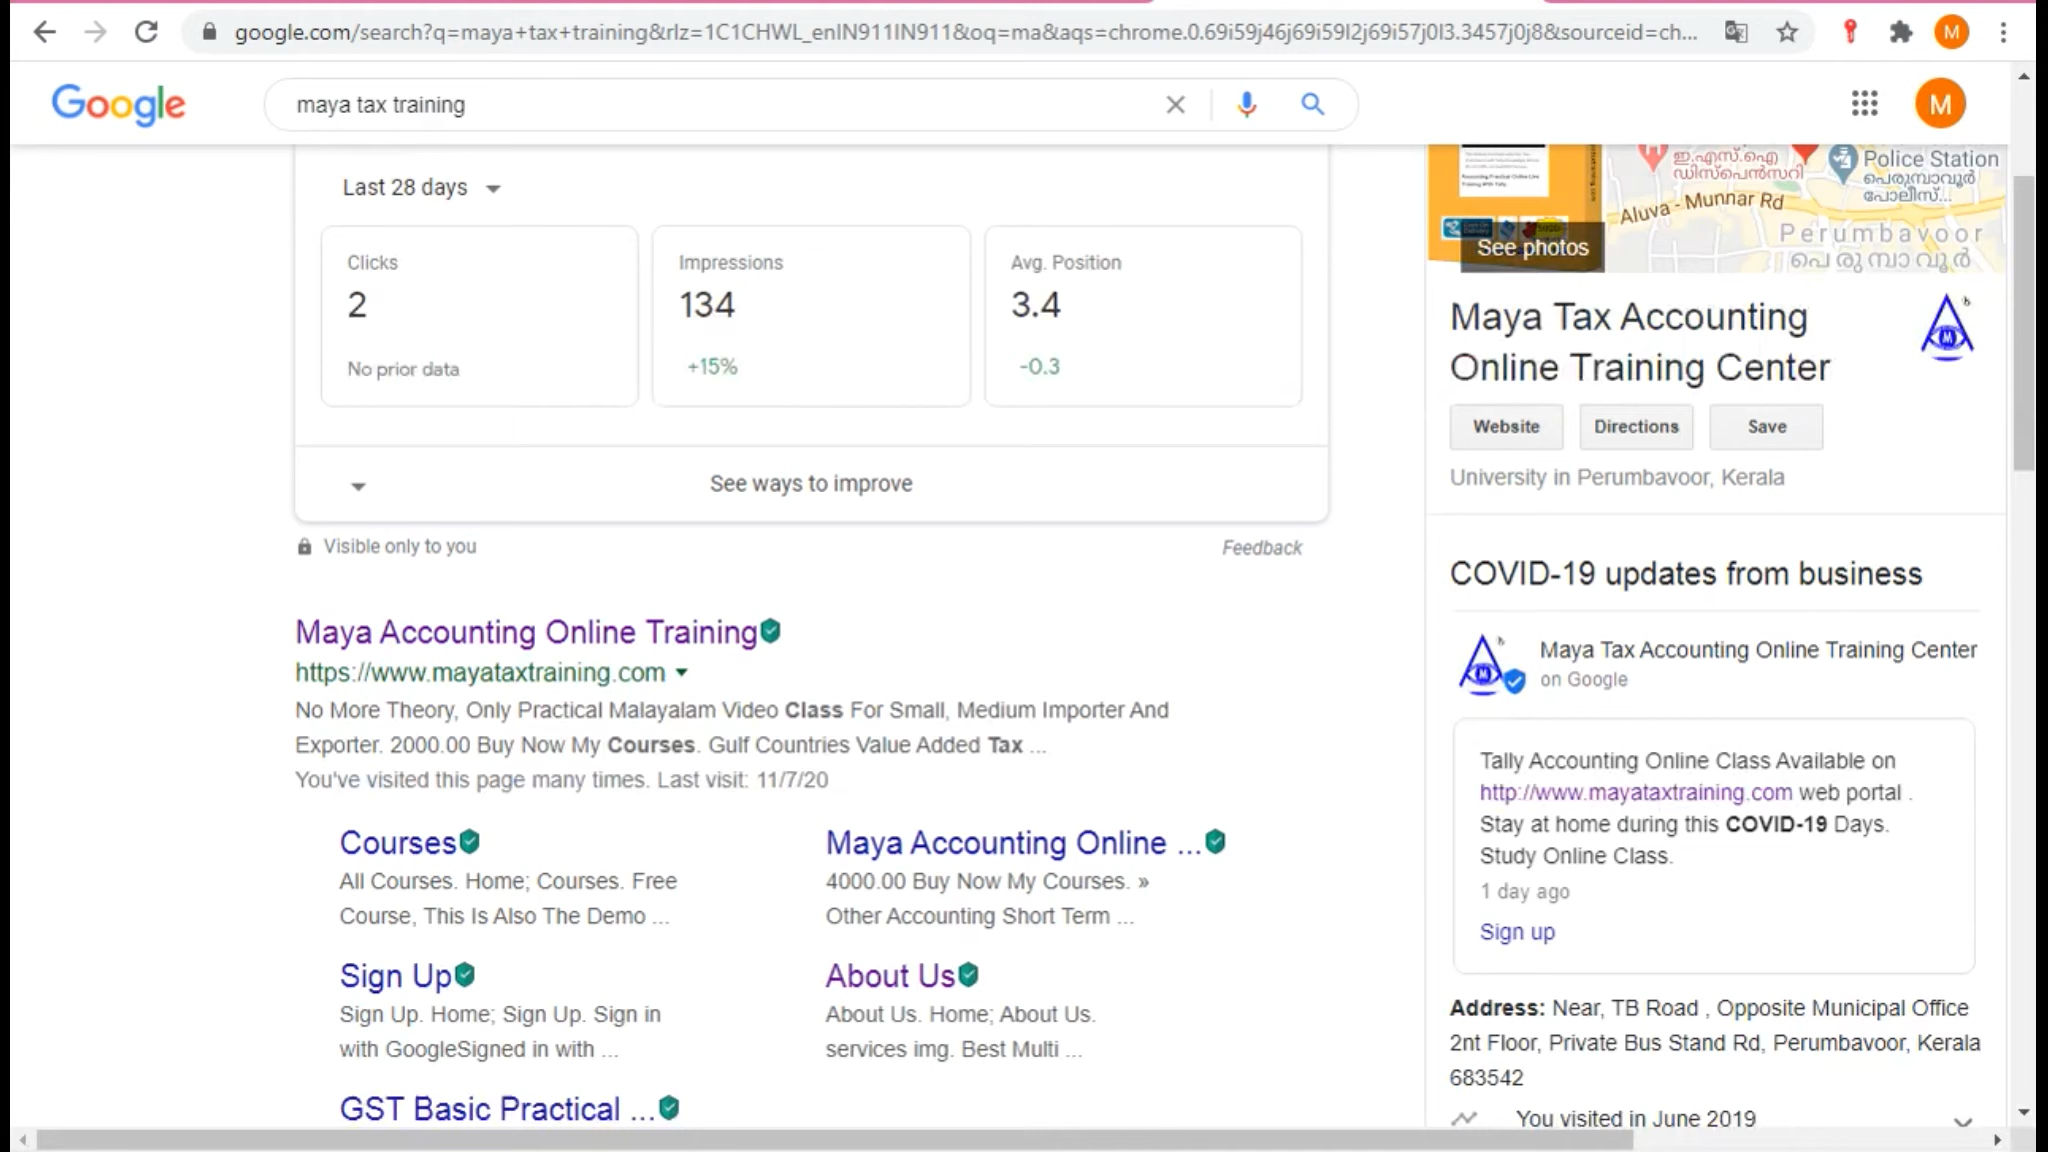 google.com/search?q=maya+tax+training&rlz=1C1CHWL_enIN911IN911&oq=ma&aqs=chrome.0.69i59j46j69i59l2j69i57j0l3.3457j0j8&sourceid=ch...
M
Google
maya tax training
M
Last 28 days
Clicks
2
No prior data
Impressions
134
+15%
Avg. Position
3.4
-0.3
See ways to improve
Visible only to you
Feedback
Maya Accounting Online Training
https://www.mayataxtraining.com
No More Theory, Only Practical Malayalam Video Class For Small, Medium Importer And
Exporter. 2000.00 Buy Now My Courses. Gulf Countries Value Added Tax ...
You've visited this page many times. Last visit: 11/7/20
Courses
All Courses. Home; Courses. Free
Course, This Is Also The Demo ...
Maya Accounting Online ...
4000.00 Buy Now My Courses. »
Other Accounting Short Term ...
Sign Up
Sign Up. Home; Sign Up. Sign in
with GoogleSigned in with ...
About Us
About Us. Home; About Us.
services img. Best Multi ...
GST Basic Practical ...
See photos
ഇ.എസ്.ഐ
ഡിസ്പെൻസറി
Police Station
പെരുമ്പാവൂർ
പോലീസ്...
Aluva - Munnar Rd
Perumbavoor
പെരുമ്പാവൂർ
Maya Tax Accounting
Online Training Center
M
Website
Directions
Save
University in Perumbavoor, Kerala
COVID-19 updates from business
Maya Tax Accounting Online Training Center
on Google
M
Tally Accounting Online Class Available on
http://www.mayataxtraining.com web portal .
Stay at home during this COVID-19 Days.
Study Online Class.
1 day ago
Sign up
Address: Near, TB Road , Opposite Municipal Office
2nt Floor, Private Bus Stand Rd, Perumbavoor, Kerala
683542
You visited in June 2019